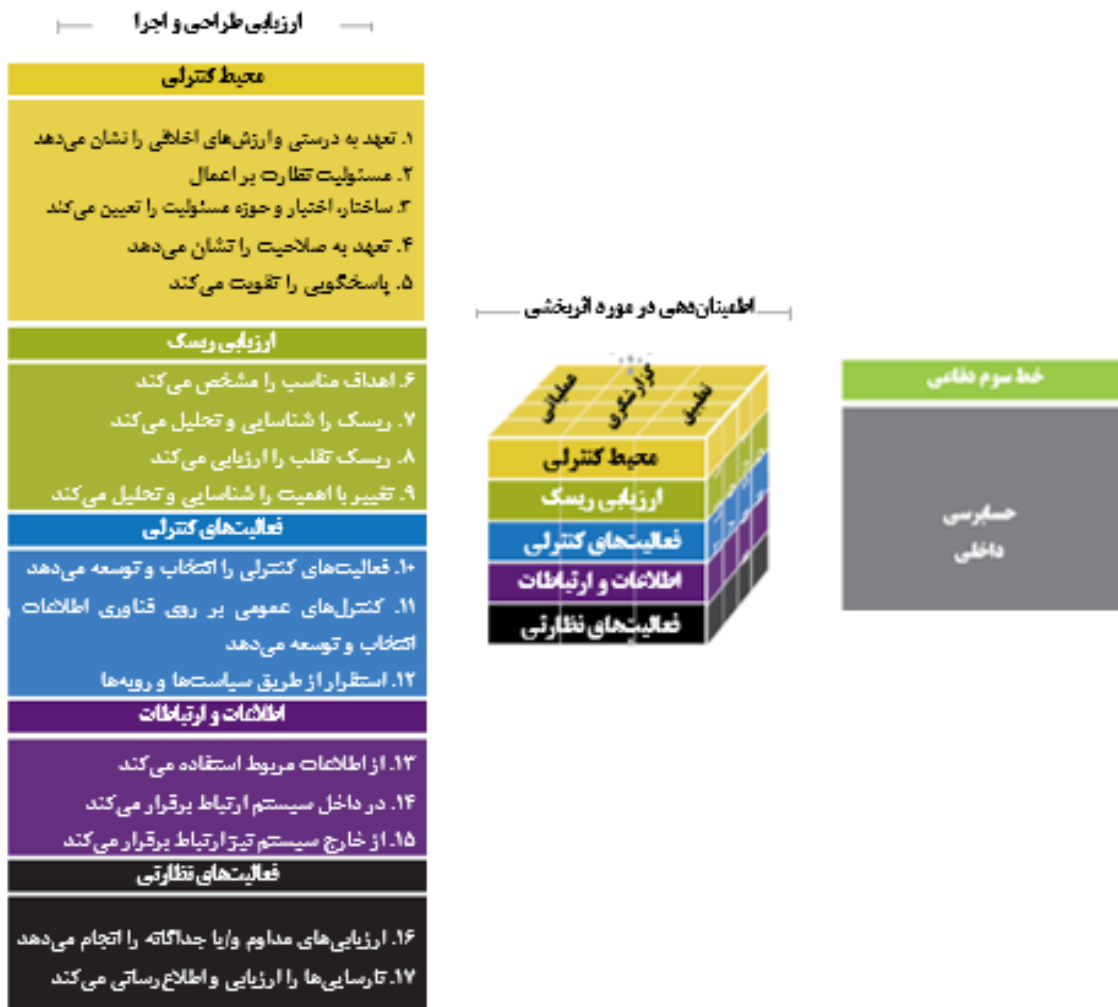 ارزیابی طراحی و اجرا
محیط کنترلی
۱. تعهد به درستی و ارزش‌های اخلاقی را نشان می‌دهد
۲. مسئولیت نظارت بر اعمال
۳. ساختار، اختیار و حوزه مسئولیت را تعیین می‌کند
۴. تعهد به صلاحیت را نشان می‌دهد
۵. پاسخگویی را تقویت می‌کند
ارزیابی ریسک
۶. اهداف مناسب را مشخص می‌کند
۷. ریسک را شناسایی و تحلیل می‌کند
۸. ریسک تقلب را ارزیابی می‌کند
۹. تغییر با اهمیت را شناسایی و تحلیل می‌کند
فعالیت‌های کنترلی
۱۰. فعالیت‌های کنترلی را انتخاب و توسعه می‌دهد
۱۱. کنترل‌های عمومی بر روی فناوری اطلاعات
انتخاب و توسعه می‌دهد
۱۲. استقرار از طریق سیاست‌ها و رویه‌ها
اطلاعات و ارتباطات
۱۳. از اطلاعات مربوط استفاده می‌کند
۱۴. در داخل سیستم ارتباط برقرار می‌کند
۱۵. از خارج سیستم نیز ارتباط برقرار می‌کند
فعالیت‌های نظارتی
۱۶. ارزیابی‌های مداوم و/یا جداگانه را انجام می‌دهد
۱۷. نارسایی‌ها را ارزیابی و اطلاع‌رسانی می‌کند
اطمینان‌دهی در مورد اثربخشی
عملیاتی
گزارشگری
تطبیق
محیط کنترلی
ارزیابی ریسک
فعالیت‌های کنترلی
اطلاعات و ارتباطات
فعالیت‌های نظارتی
خط سوم دفاعی
حسابرسی
داخلی